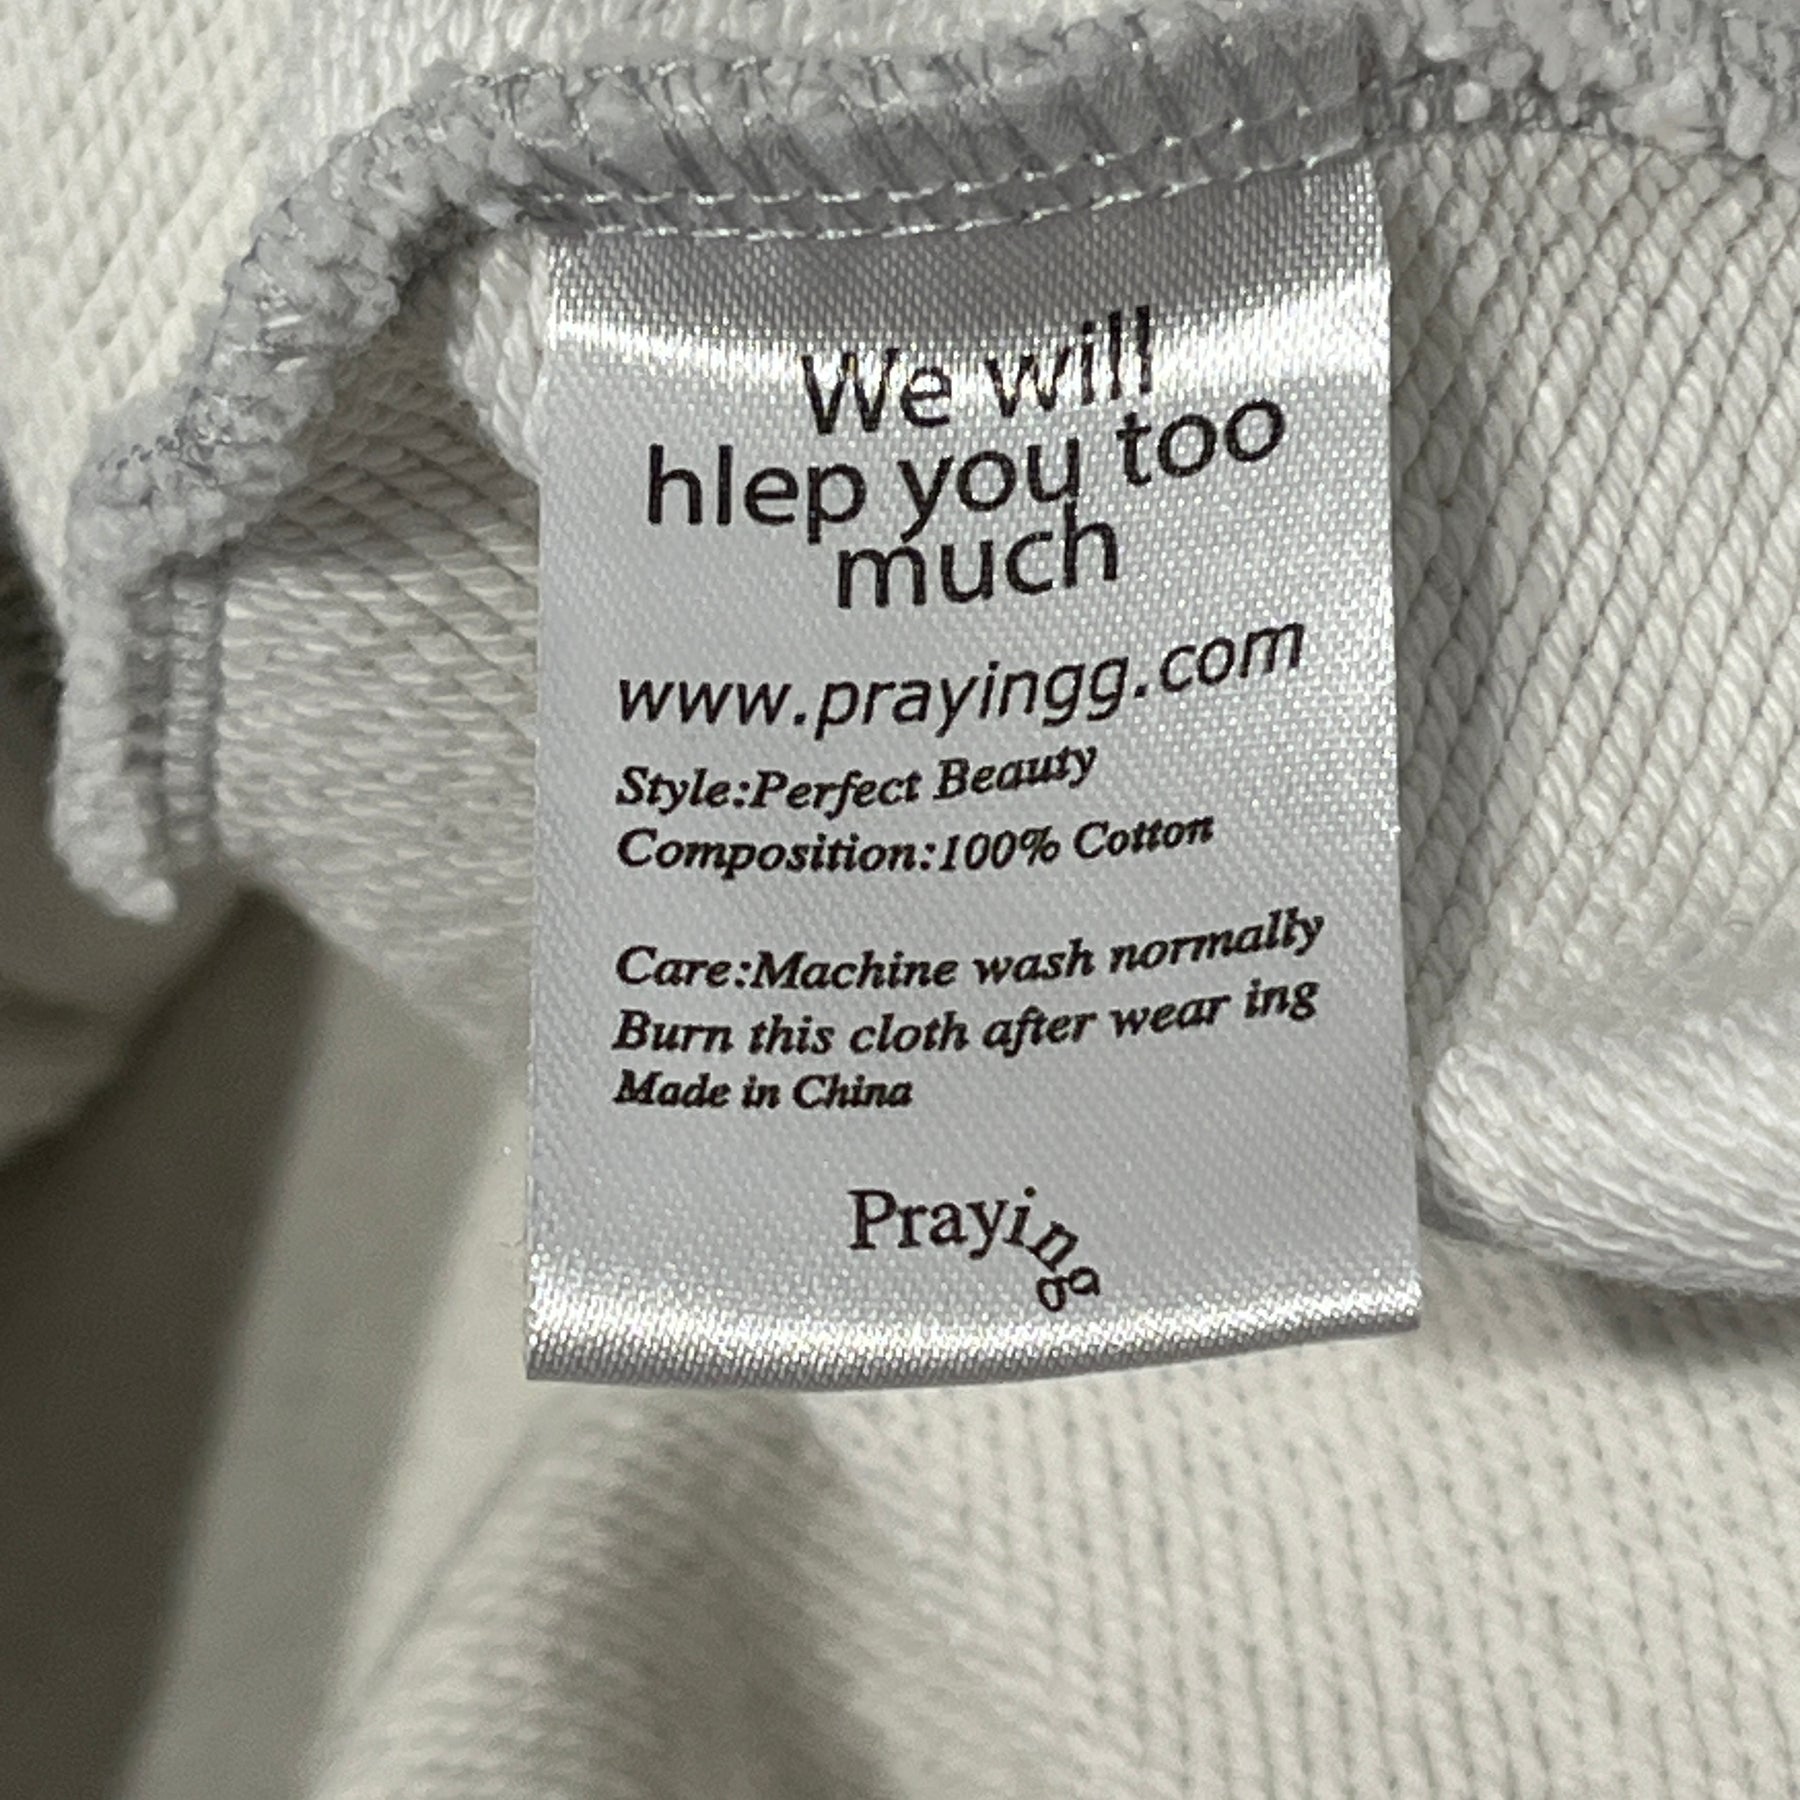 We will
hlep you too
much
www.prayingg.com
Style:Perfect Beauty
Composition:100% Cotton
Care:Machine wash normally
Burn this cloth after wear ing
Made in China
Praying